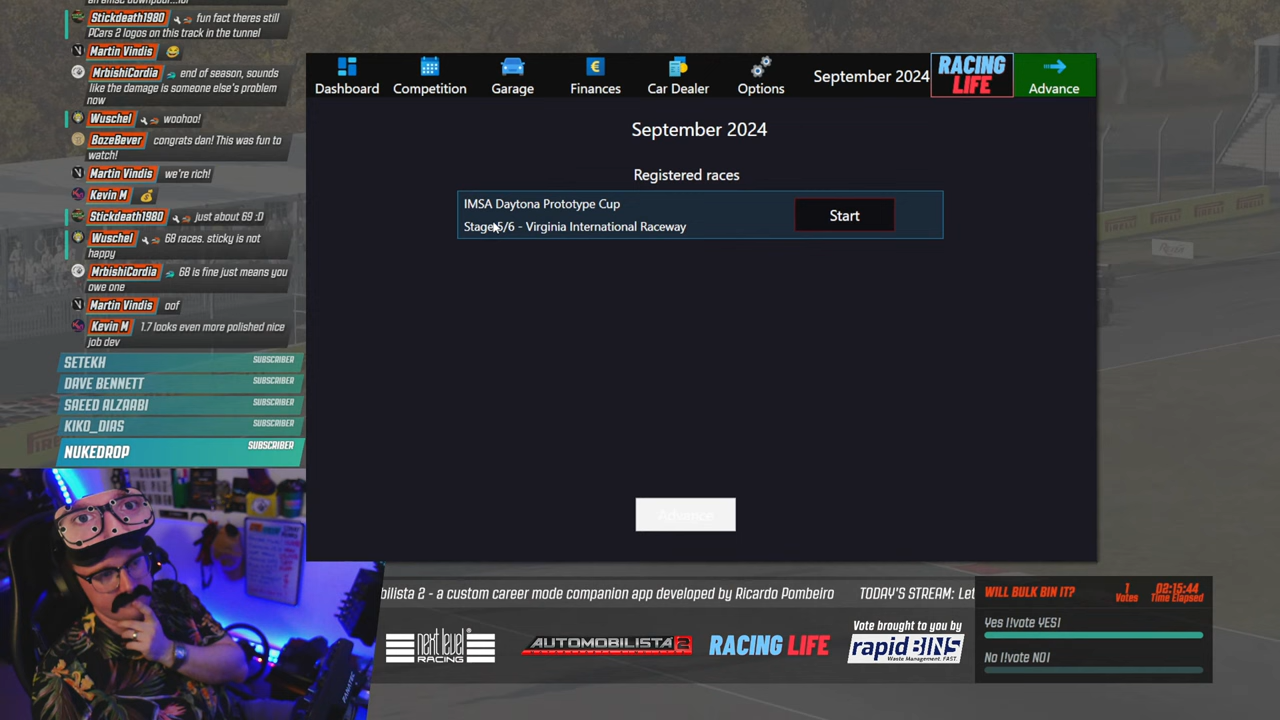 Stickdeath1980 fun fact theres still
PCars 2 logos on this track in the tunnel
Martin Vindis
MrbishiCordia end of season, sounds
like the damage is someone else's problem
now
Wuschel woohoo!
BozeBever congrats dan! This was fun to
watch!
Martin Vindis we're rich!
Kevin M
Stickdeath1980 just about 69 :D
Wuschel 68 races. sticky is not
happy
MrbishiCordia 68 is fine just means you
owe one
Martin Vindis oof
Kevin M 1.7 looks even more polished nice
job dev
SETEKH SUBSCRIBER
DAVE BENNETT SUBSCRIBER
SAEED ALZAABI SUBSCRIBER
KIKO_DIAS SUBSCRIBER
NUKEDROP SUBSCRIBER
Dashboard Competition Garage Finances Car Dealer Options September 2024 RACING LIFE Advance
September 2024
Registered races
IMSA Daytona Prototype Cup
Stage 5/6 - Virginia International Raceway
Start
Advance
bilista 2 - a custom career mode companion app developed by Ricardo Pombeiro TODAY'S STREAM: Let
NEXT LEVEL RACING
AUTOMOBILISTA 2
RACING LIFE
Vote brought to you by
rapid BINS
Waste Management. FAST.
WILL BULK BIN IT? 1 Votes 02:15:44 Time Elapsed
Yes !!vote YES!
No !!vote NO!